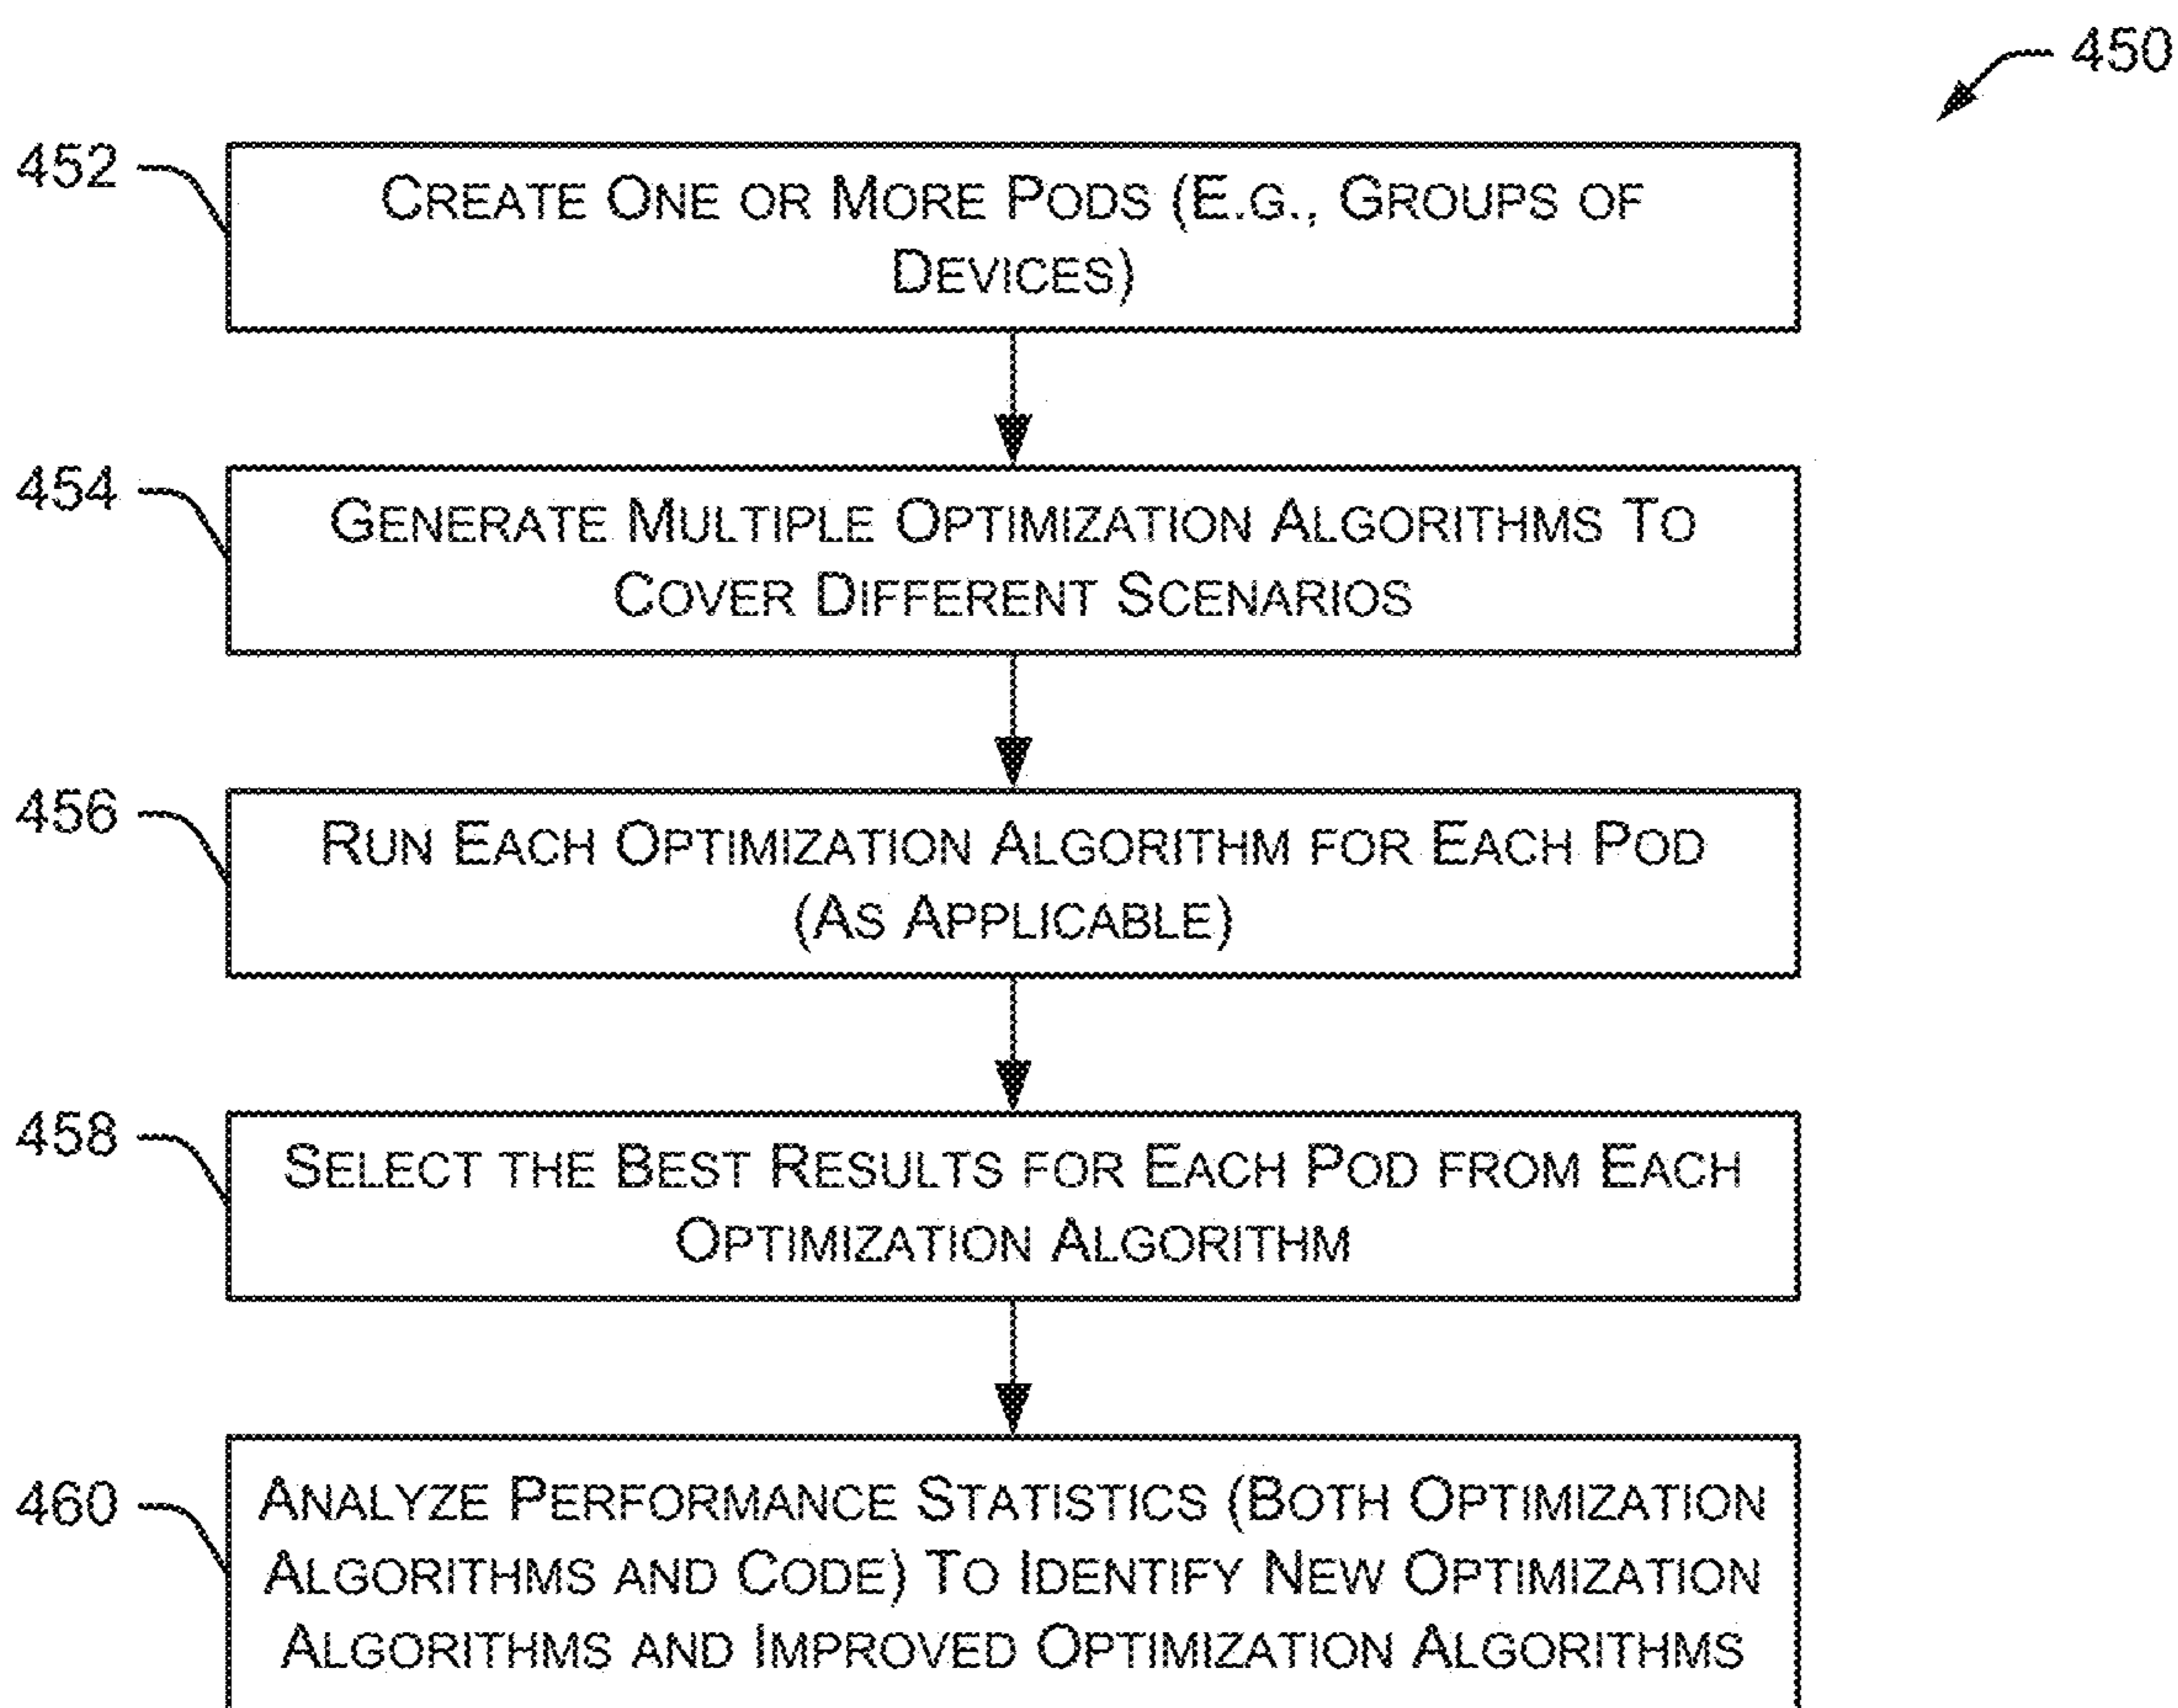 450
452
CREATE ONE OR MORE PODS (E.G., GROUPS OF
DEVICES)
454
GENERATE MULTIPLE OPTIMIZATION ALGORITHMS TO
COVER DIFFERENT SCENARIOS
456
RUN EACH OPTIMIZATION ALGORITHM FOR EACH POD
(AS APPLICABLE)
458
SELECT THE BEST RESULTS FOR EACH POD FROM EACH
OPTIMIZATION ALGORITHM
460
ANALYZE PERFORMANCE STATISTICS (BOTH OPTIMIZATION
ALGORITHMS AND CODE) TO IDENTIFY NEW OPTIMIZATION
ALGORITHMS AND IMPROVED OPTIMIZATION ALGORITHMS